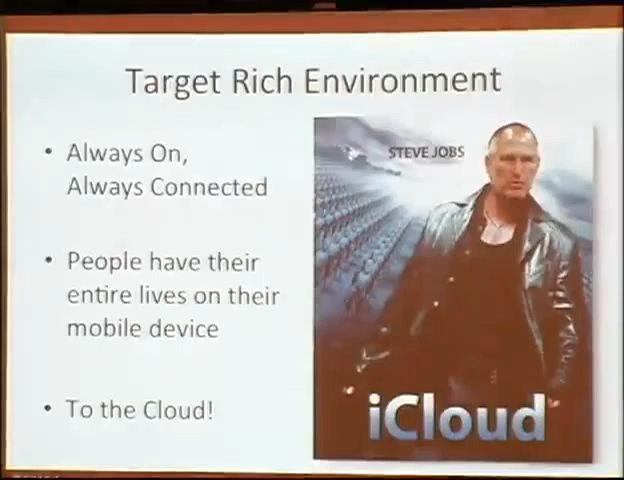 Target Rich Environment
• Always On,
Always Connected
• People have their
entire lives on their
mobile device
• To the Cloud!
STEVE JOBS
iCloud